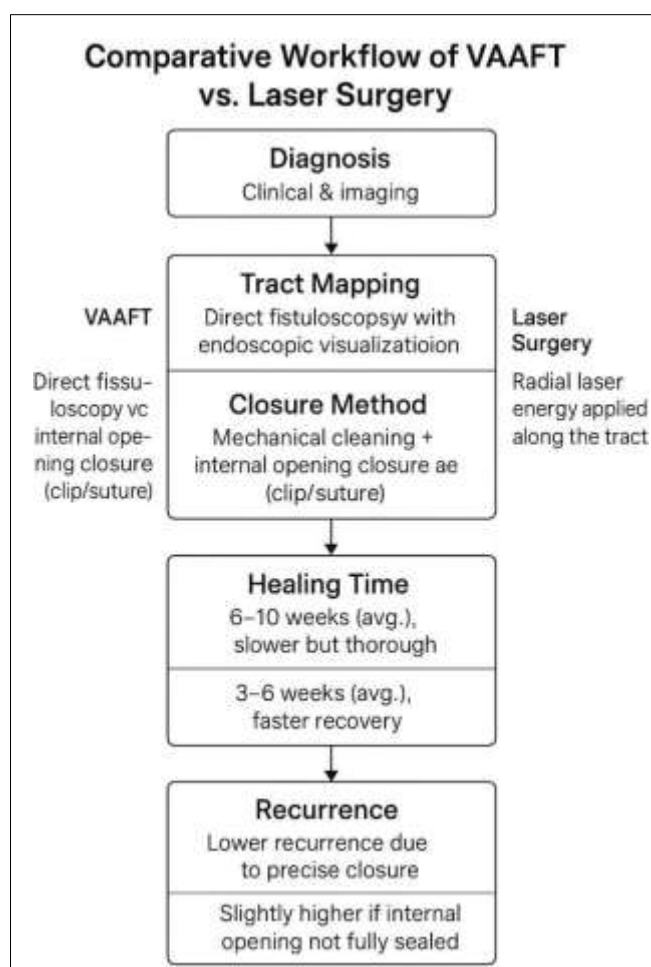 Comparative Workflow of VAAFT
vs. Laser Surgery
Diagnosis
Clinical & imaging
Tract Mapping
Direct fistuloscopsyw with
endoscopic visualizatioion
VAAFT
Direct fissu-
loscopy vc
internal ope-
ning closure
(clip/suture)
Closure Method
Mechanical cleaning +
internal opening closure ae
(clip/suture)
Laser
Surgery
Radial laser
energy applied
along the tract
Healing Time
6–10 weeks (avg.),
slower but thorough
3–6 weeks (avg.),
faster recovery
Recurrence
Lower recurrence due
to precise closure
Slightly higher if internal
opening not fully sealed